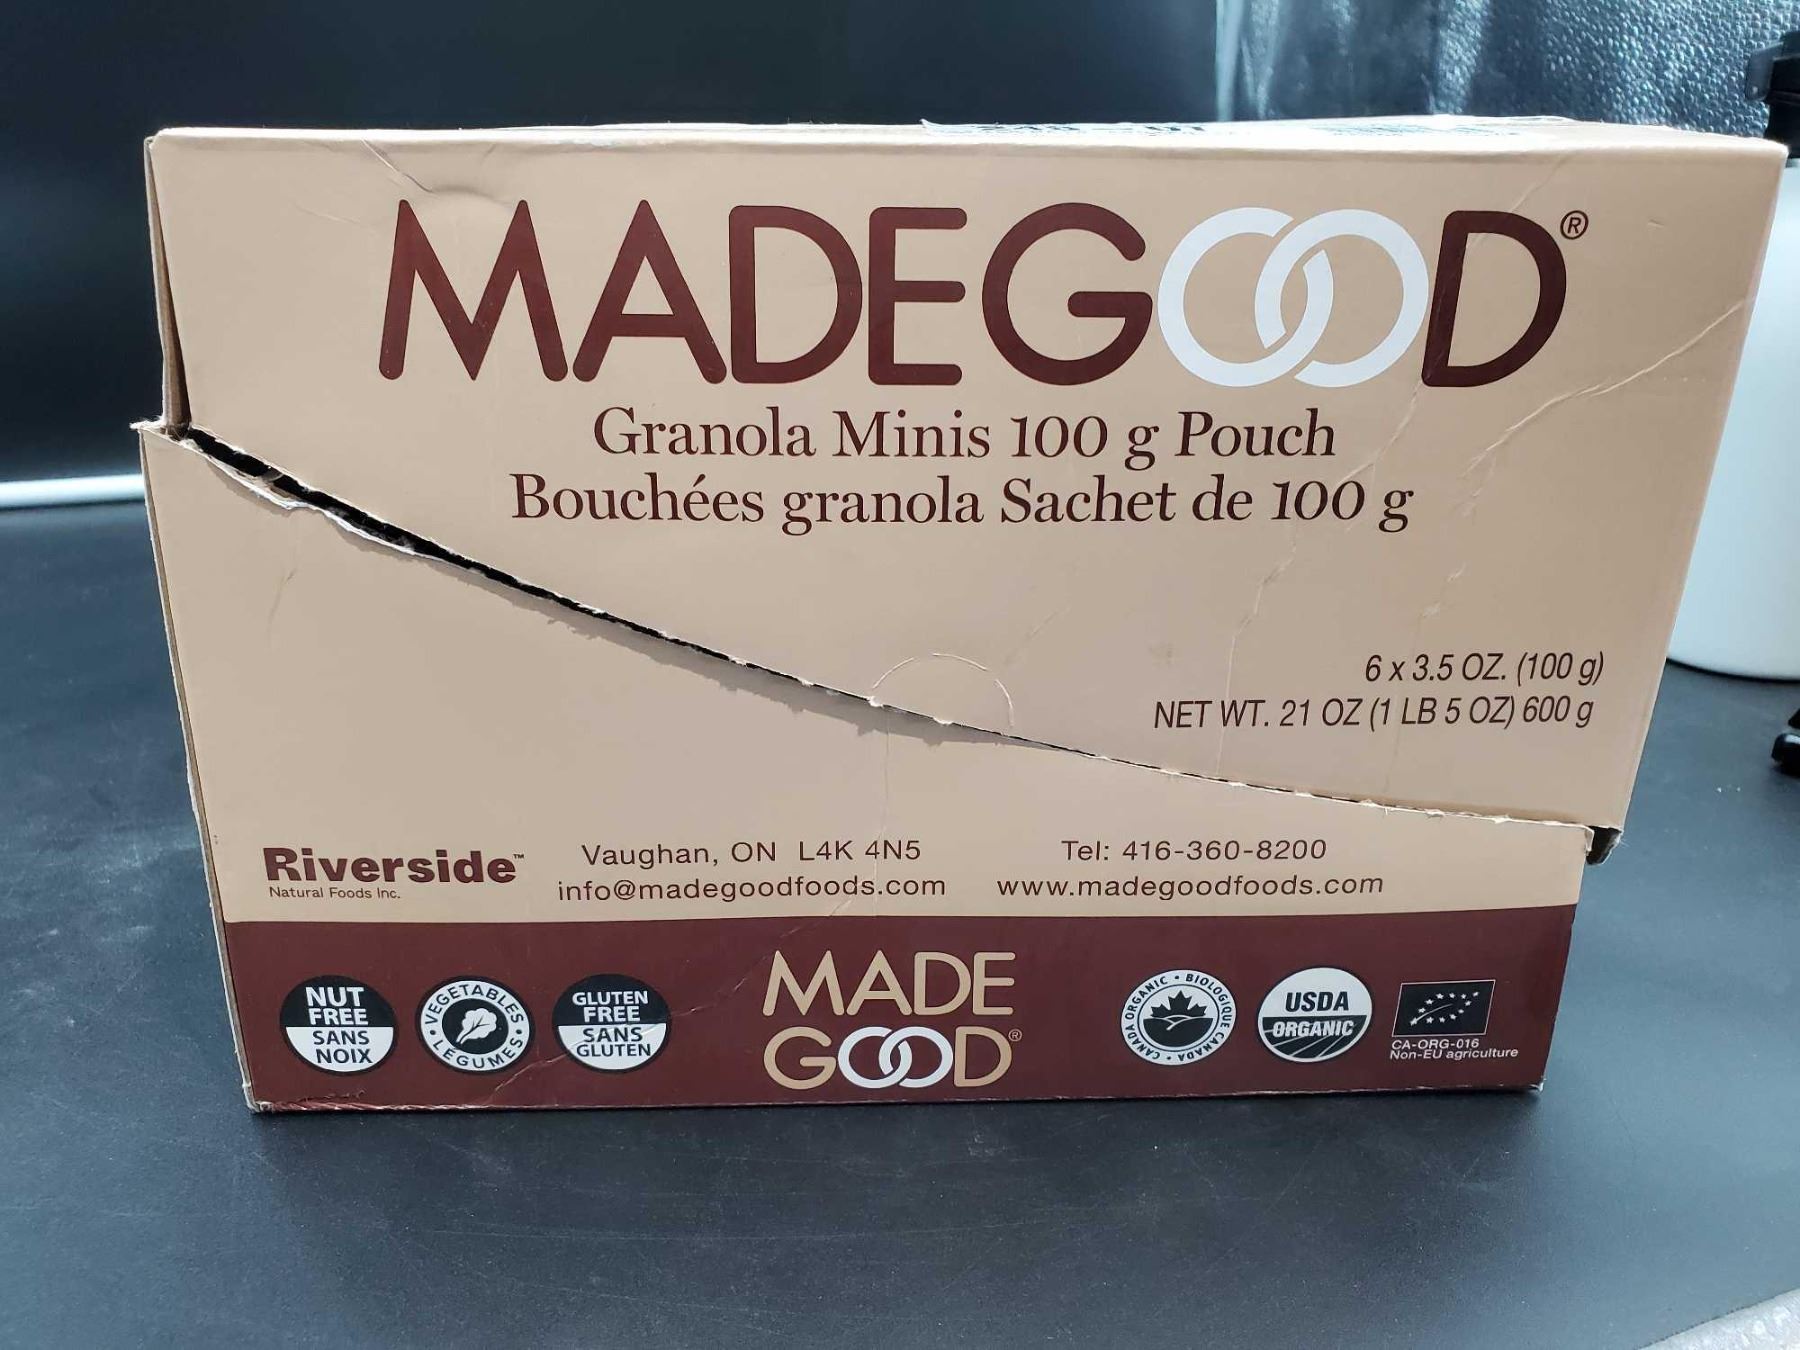 MADEGOOD®
Granola Minis 100 g Pouch
Bouchées granola Sachet de 100 g
6 x 3.5 OZ. (100 g)
NET WT. 21 OZ (1 LB 5 OZ) 600 g
Riverside™
Natural Foods Inc.
Vaughan, ON L4K 4N5
info@madegoodfoods.com
Tel: 416-360-8200
www.madegoodfoods.com
NUT
FREE
SANS
NOIX
VEGETABLES
LEGUMES
GLUTEN
FREE
SANS
GLUTEN
MADE
GOOD®
CANADA ORGANIC • BIOLOGIQUE CANADA •
USDA
ORGANIC
CA-ORG-016
Non-EU agriculture